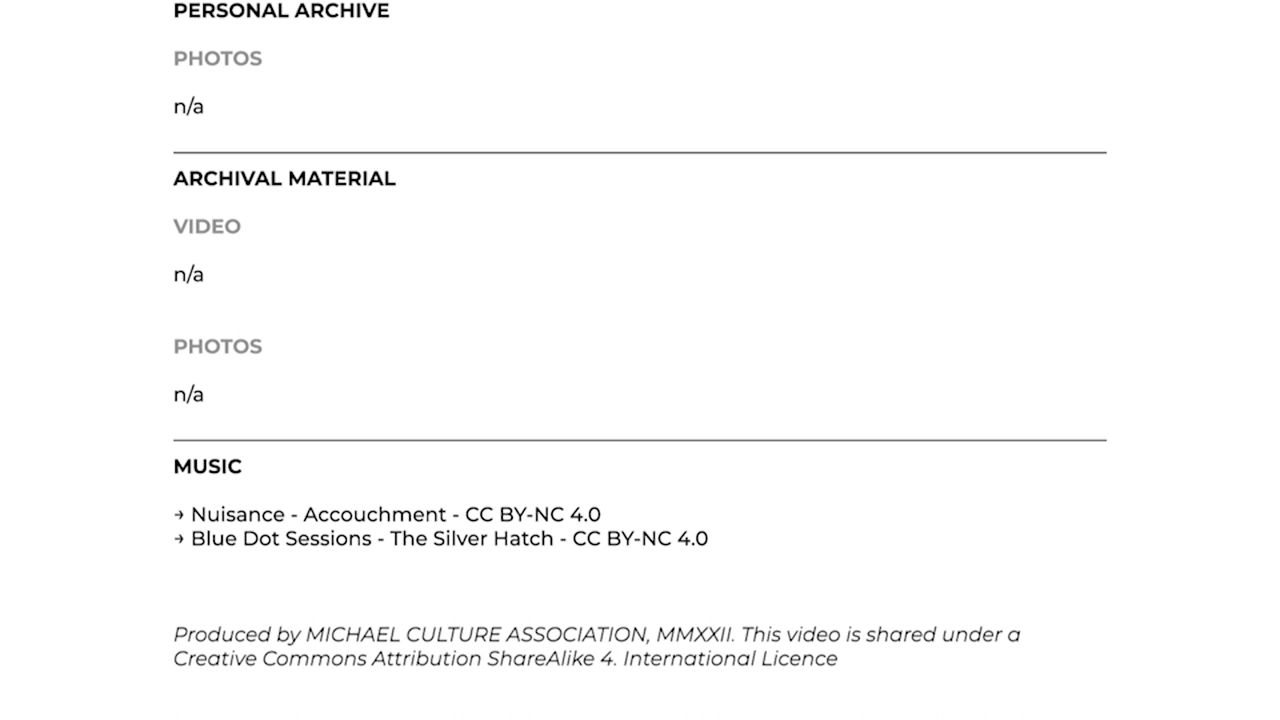 PERSONAL ARCHIVE
PHOTOS
n/a
ARCHIVAL MATERIAL
VIDEO
n/a
PHOTOS
n/a
MUSIC
→ Nuisance - Accouchment - CC BY-NC 4.0
→ Blue Dot Sessions - The Silver Hatch - CC BY-NC 4.0
Produced by MICHAEL CULTURE ASSOCIATION, MMXXII. This video is shared under a
Creative Commons Attribution ShareAlike 4. International Licence